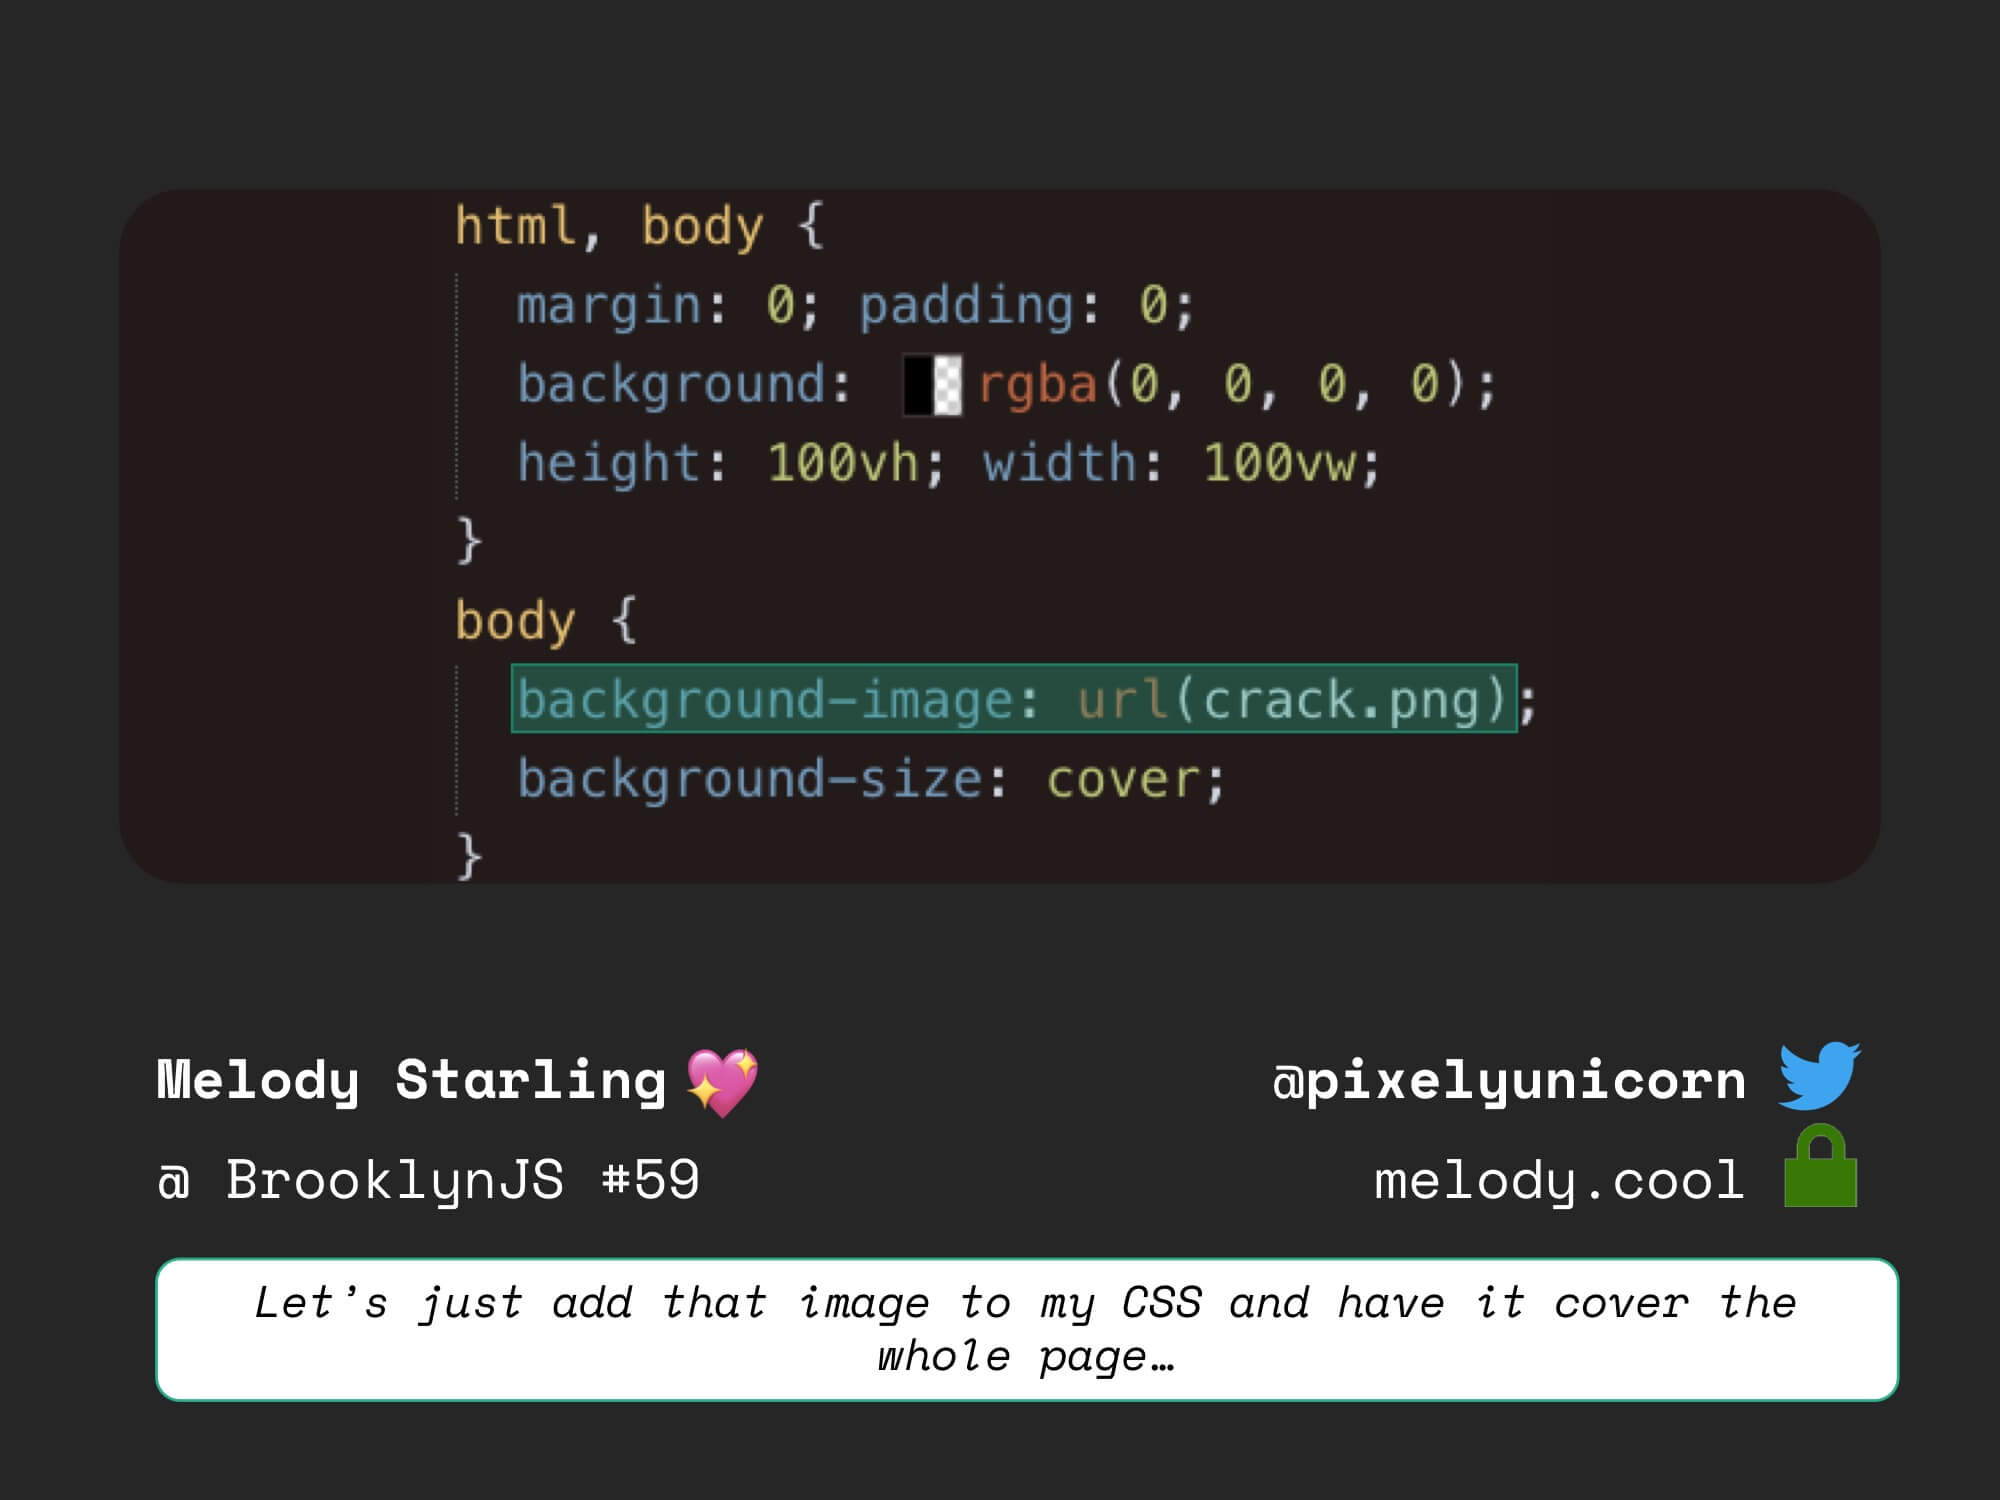 html, body {
margin: 0; padding: 0;
background: rgba(0, 0, 0, 0);
height: 100vh; width: 100vw;
}
body {
background-image: url(crack.png);
background-size: cover;
}
Melody Starling 💖
@pixelyunicorn
@ BrooklynJS #59
melody.cool
Let's just add that image to my CSS and have it cover the
whole page…